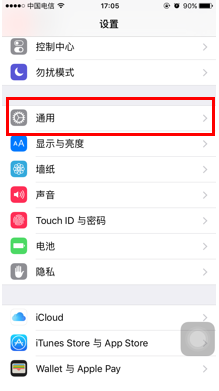 中国电信 17:05 90%
设置
控制中心
勿扰模式
通用
显示与亮度
墙纸
声音
Touch ID 与密码
电池
隐私
iCloud
iTunes Store 与 App Store
Wallet 与 Apple Pay